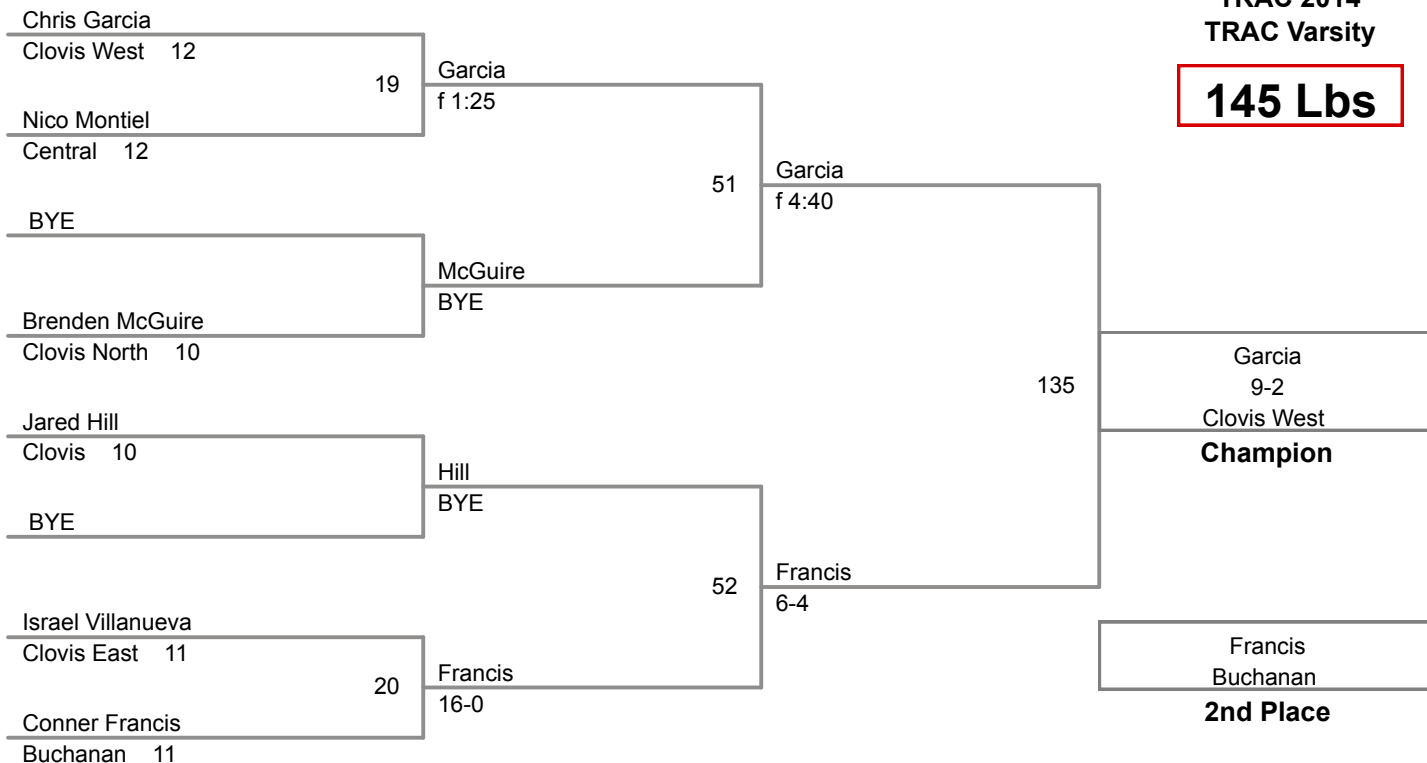 TRAC 2014
TRAC Varsity
145 Lbs
Chris Garcia
Clovis West 12
19
Garcia
f 1:25
Nico Montiel
Central 12
51
Garcia
f 4:40
BYE
McGuire
BYE
Brenden McGuire
Clovis North 10
135
Garcia
9-2
Clovis West
Champion
Jared Hill
Clovis 10
Hill
BYE
BYE
52
Francis
6-4
Israel Villanueva
Clovis East 11
20
Francis
16-0
Conner Francis
Buchanan 11
Francis
Buchanan
2nd Place